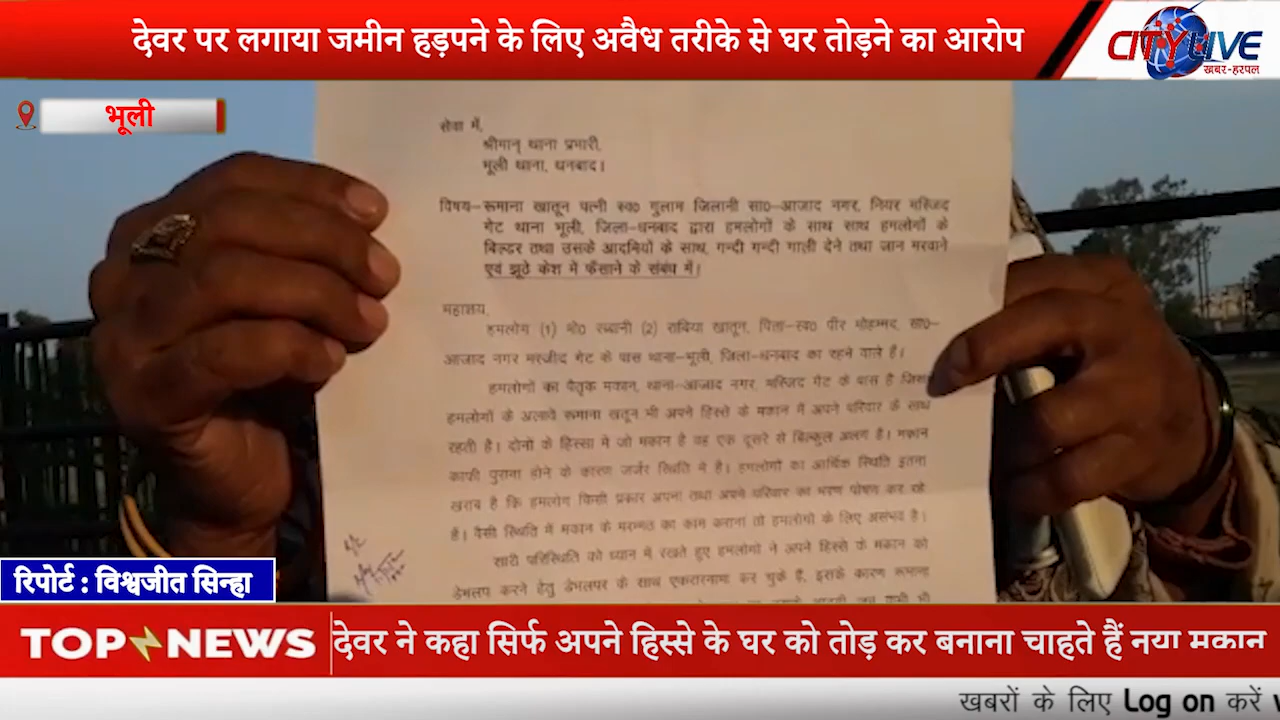 देवर पर लगाया जमीन हड़पने के लिए अवैध तरीके से घर तोड़ने का आरोप
CITY LIVE
खबर-हरपल
भूली
सेवा में,
श्रीमान् थाना प्रभारी,
भूली थाना, धनबाद।
विषय–रूमाना खातून पत्नी स्व० गुलाम जिलानी सा०-आजाद नगर, नियर मस्जिद
गेट थाना भूली, जिला–धनबाद द्वारा हमलोगों के साथ साथ हमलोगों के
बिल्डर तथा उसके आदमियों के साथ, गन्दी गन्दी गाली देने तथा जान मरवाने
एवं झूठे केश में फँसाने के संबंध में।
महाशय,
हमलोग (1) मो० रब्बानी (2) राबिया खातून, पिता–स्व० पीर मोहम्मद, सा०–
आजाद नगर मस्जीद गेट के पास थाना–भूली, जिला–धनबाद का रहने वाले है।
हमलोगों का पैतृक मकान, थाना–आजाद नगर, मस्जिद गेट के पास है
हमलोगों के अलावे रूमाना खतून भी अपने हिस्से के मकान में अपने परिवार के साथ
रहती है। दोनों के हिस्सा में जो मकान है वह एक दूसरे से बिल्कुल अलग है। मकान
काफी पुराना होने के कारण जर्जर स्थिति में है। हमलोगों का आर्थिक स्थिति इतना
खराब है कि हमलोग किसी प्रकार अपना तथा अपने परिवार का भरण पोषण कर रहे
हैं। वैसी स्थिति में मकान के मरम्मत का काम कराना तो हमलोगों के लिए असंभव है।
सारी परिस्थिति को ध्यान में रखते हुए हमलोगों ने अपने हिस्से के मकान को
डेभलप करने हेतु डेभलपर के साथ एकरारनामा कर चुके हैं, इसके कारण रूमाना
रिपोर्ट : विश्वजीत सिन्हा
TOP NEWS
देवर ने कहा सिर्फ अपने हिस्से के घर को तोड़ कर बनाना चाहते हैं नया मकान
खबरों के लिए Log on करें